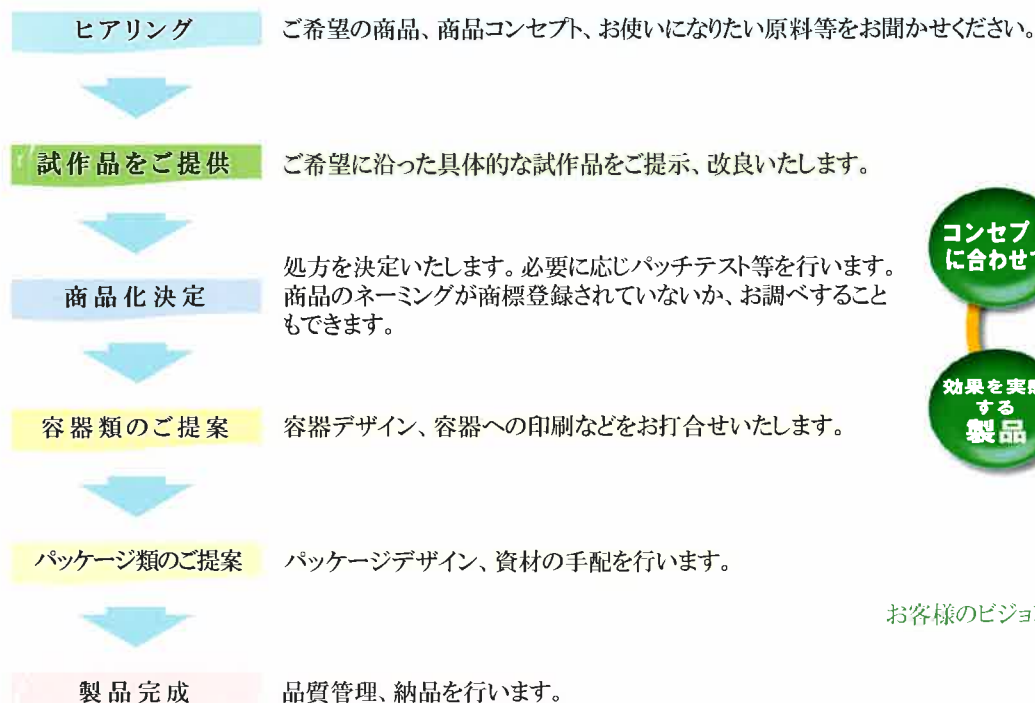 ヒアリング
ご希望の商品、商品コンセプト、お使いになりたい原料等をお聞かせください。
試作品をご提供
ご希望に沿った具体的な試作品をご提示、改良いたします。
商品化決定
処方を決定いたします。必要に応じパッチテスト等を行います。
商品のネーミングが商標登録されていないか、お調べすること
もできます。
容器類のご提案
容器デザイン、容器への印刷などをお打合せいたします。
パッケージ類のご提案
パッケージデザイン、資材の手配を行います。
製品完成
品質管理、納品を行います。
コンセプ
に合わせ
効果を実
する
製品
お客様のビジョ